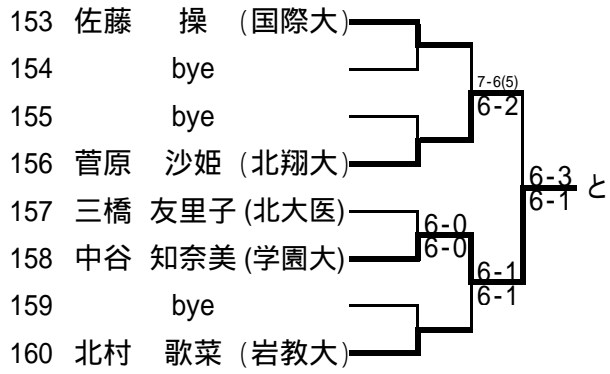 153 佐藤 操 (国際大)
154 bye
7-6(5)
155 bye
6-2
156 菅原 沙姫 (北翔大)
6-3
6-1 と
157 三橋 友里子 (北大医)
6-0
6-0
158 中谷 知奈美 (学園大)
6-1
6-1
159 bye
160 北村 歌菜 (岩教大)